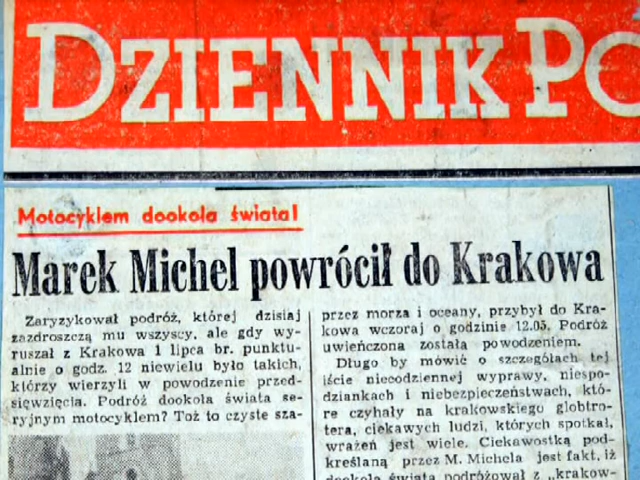 DZIENNIK PO
Motocyklem dookoła świata!
Marek Michel powrócił do Krakowa
Zaryzykował podróż, której dzisiaj
zazdroszczą mu wszyscy, ale gdy wy-
ruszał z Krakowa 1 lipca br. punktu-
alnie o godz. 12 niewielu było takich,
którzy wierzyli w powodzenie przed-
sięwzięcia. Podróż dookoła świata se-
ryjnym motocyklem? Toż to czyste sza-
przez morza i oceany, przybył do Kra-
kowa wczoraj o godzinie 12.05. Podróż
uwieńczona została powodzeniem.
Długo by mówić o szczegółach tej
iście niecodziennej wyprawy, niespo-
dziankach i niebezpieczeństwach, któ-
re czyhały na krakowskiego globtro-
tera, ciekawych ludzi, których spotkał,
wrażeń jest wiele. Ciekawostką pod-
kreślaną przez M. Michela jest fakt, iż
dookoła świata podróżował z „krakow-